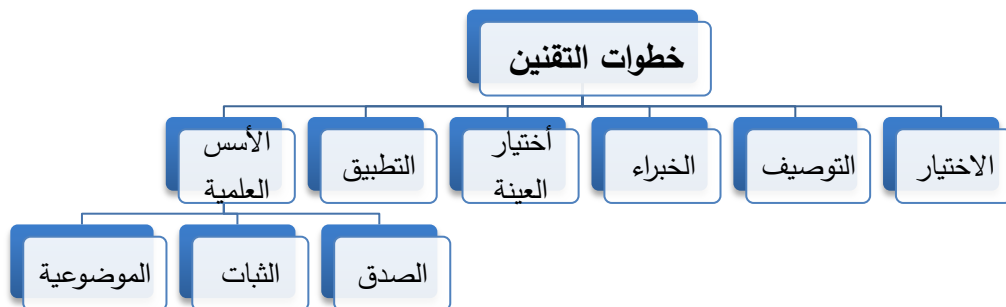 خطوات التقنين
الاختيار
التوصيف
الخبراء
أختيار
العينة
التطبيق
الأسس
العلمية
الصدق
الثبات
الموضوعية